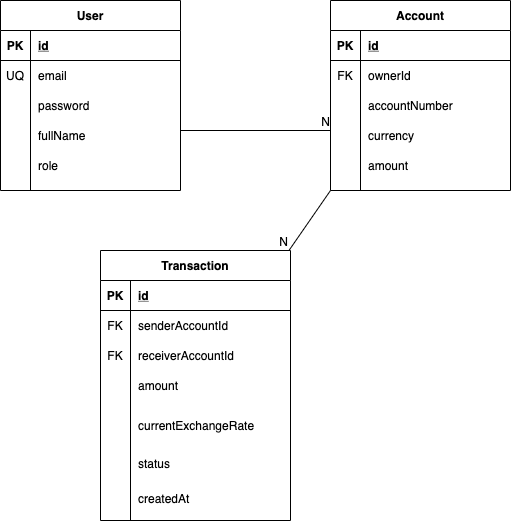 User
PK id
UQ email
password
fullName
role
Account
PK id
FK ownerId
accountNumber
currency
amount
N
N
Transaction
PK id
FK senderAccountId
FK receiverAccountId
amount
currentExchangeRate
status
createdAt